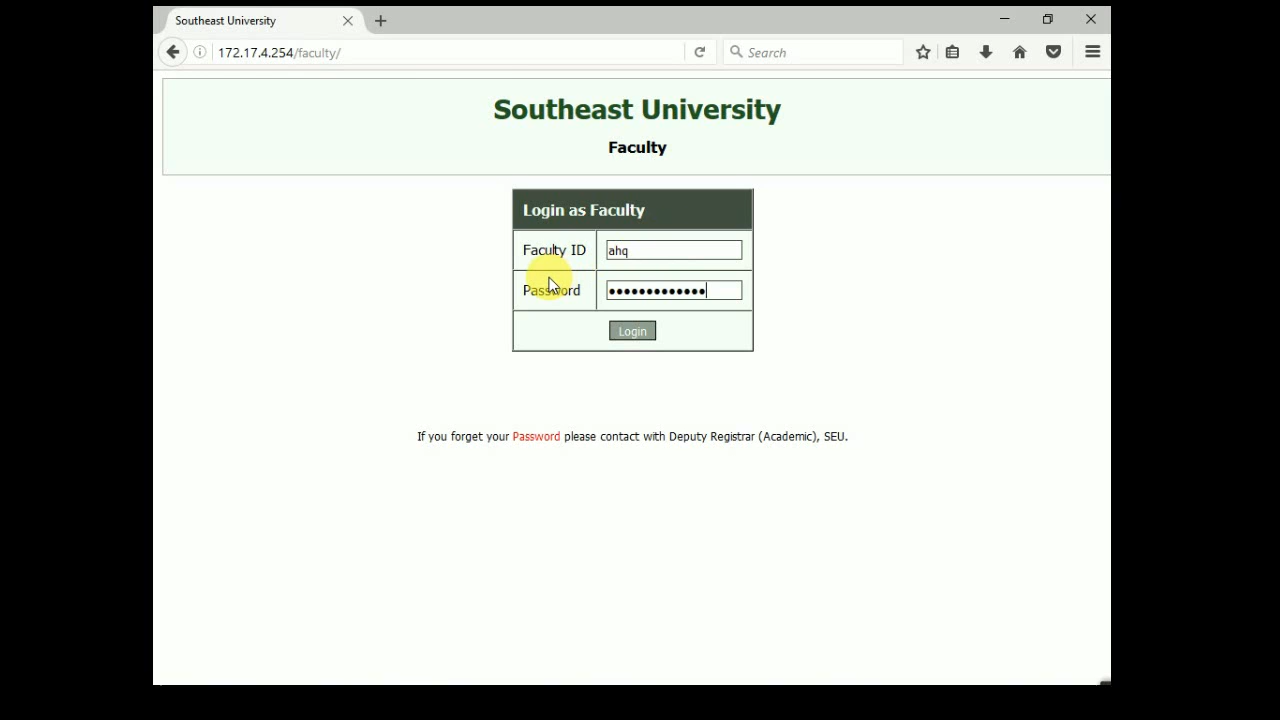 Southeast University
172.17.4.254/faculty/
Search
Southeast University
Faculty
Login as Faculty
Faculty ID
ahq
Password
•••••••••••••
Login
If you forget your Password please contact with Deputy Registrar (Academic), SEU.